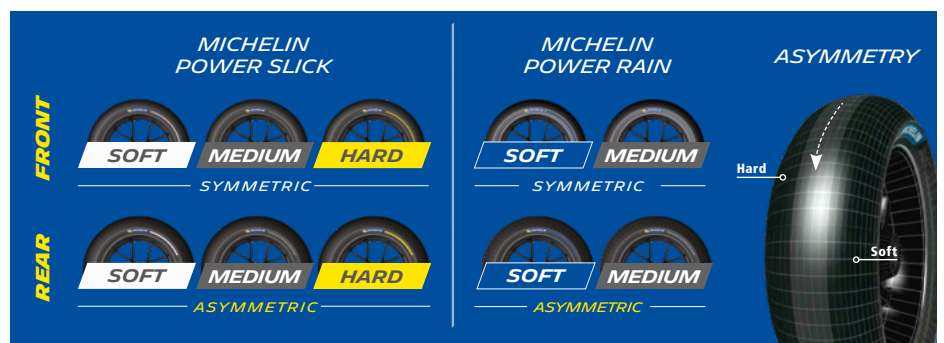 MICHELIN
POWER SLICK
MICHELIN
POWER RAIN
ASYMMETRY
FRONT
SOFT
MEDIUM
HARD
SYMMETRIC
SOFT
MEDIUM
SYMMETRIC
REAR
SOFT
MEDIUM
HARD
ASYMMETRIC
SOFT
MEDIUM
ASYMMETRIC
Hard
Soft